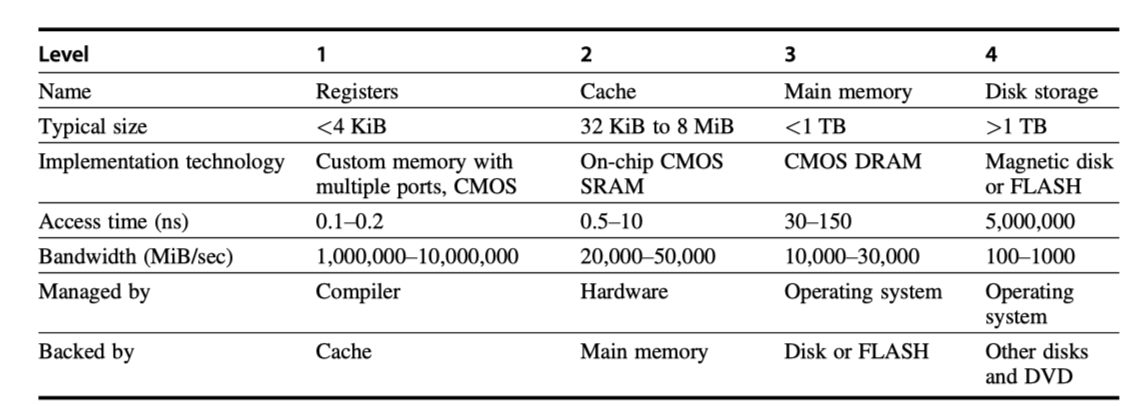 Level 1 2 3 4
Name Registers Cache Main memory Disk storage
Typical size <4 KiB 32 KiB to 8 MiB <1 TB >1 TB
Implementation technology Custom memory with On-chip CMOS CMOS DRAM Magnetic disk
multiple ports, CMOS SRAM or FLASH
Access time (ns) 0.1–0.2 0.5–10 30–150 5,000,000
Bandwidth (MiB/sec) 1,000,000–10,000,000 20,000–50,000 10,000–30,000 100–1000
Managed by Compiler Hardware Operating system Operating
system
Backed by Cache Main memory Disk or FLASH Other disks
and DVD